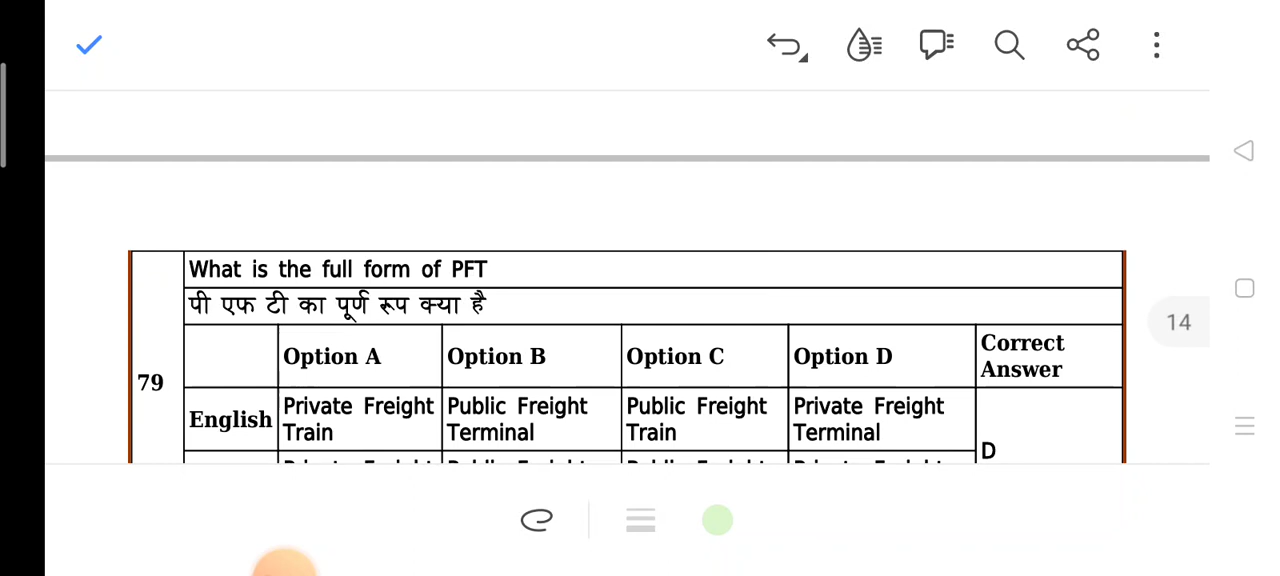 What is the full form of PFT
पी एफ टी का पूर्ण रूप क्या है
79
Option A Option B Option C Option D Correct Answer
English Private Freight Train Public Freight Terminal Public Freight Train Private Freight Terminal D
14